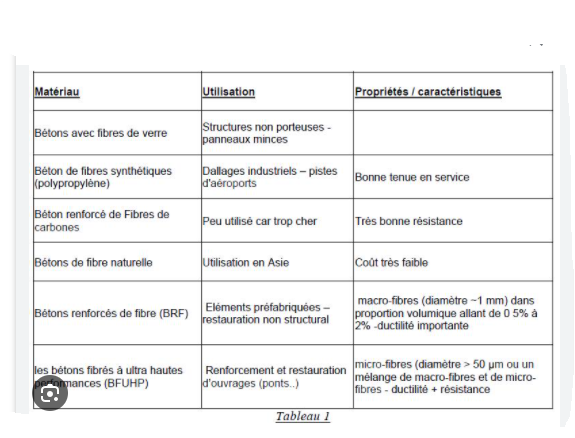 Matériau Utilisation Propriétés / caractéristiques
Bétons avec fibres de verre
Structures non porteuses -
panneaux minces
Béton de fibres synthétiques
(polypropylène)
Dallages industriels – pistes
d'aéroports
Bonne tenue en service
Béton renforcé de Fibres de
carbones
Peu utilisé car trop cher
Très bonne résistance
Bétons de fibre naturelle
Utilisation en Asie
Coût très faible
Bétons renforcés de fibre (BRF)
Eléments préfabriquées –
restauration non structural
macro-fibres (diamètre ~1 mm) dans
proportion volumique allant de 0 5% à
2% -ductilité importante
les bétons fibrés à ultra hautes
performances (BFUHP)
Renforcement et restauration
d'ouvrages (ponts..)
micro-fibres (diamètre > 50 µm ou un
mélange de macro-fibres et de micro-
fibres - ductilité + résistance
Tableau 1